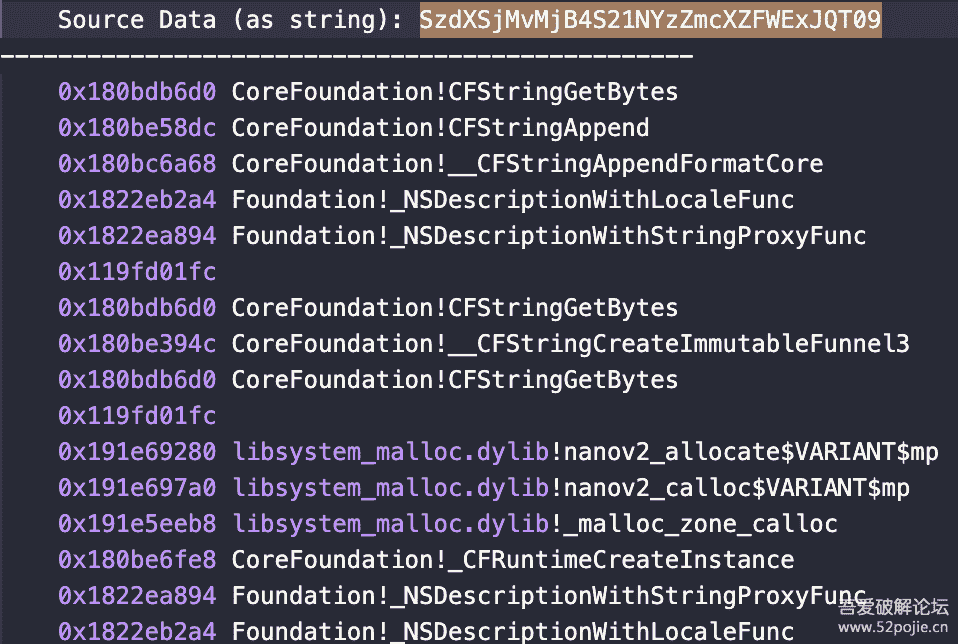 Source Data (as string): SzdXSjMvMjB4S21NYzZmcXZFWExJQT09
------------------------------------------------
0x180bdb6d0 CoreFoundation!CFStringGetBytes
0x180be58dc CoreFoundation!CFStringAppend
0x180bc6a68 CoreFoundation!__CFStringAppendFormatCore
0x1822eb2a4 Foundation!_NSDescriptionWithLocaleFunc
0x1822ea894 Foundation!_NSDescriptionWithStringProxyFunc
0x119fd01fc
0x180bdb6d0 CoreFoundation!CFStringGetBytes
0x180be394c CoreFoundation!__CFStringCreateImmutableFunnel3
0x180bdb6d0 CoreFoundation!CFStringGetBytes
0x119fd01fc
0x191e69280 libsystem_malloc.dylib!nanov2_allocate$VARIANT$mp
0x191e697a0 libsystem_malloc.dylib!nanov2_calloc$VARIANT$mp
0x191e5eeb8 libsystem_malloc.dylib!_malloc_zone_calloc
0x180be6fe8 CoreFoundation!_CFRuntimeCreateInstance
0x1822ea894 Foundation!_NSDescriptionWithStringProxyFunc
0x1822eb2a4 Foundation!_NSDescriptionWithLocaleFunc
吾爱破解论坛
www.52pojie.cn